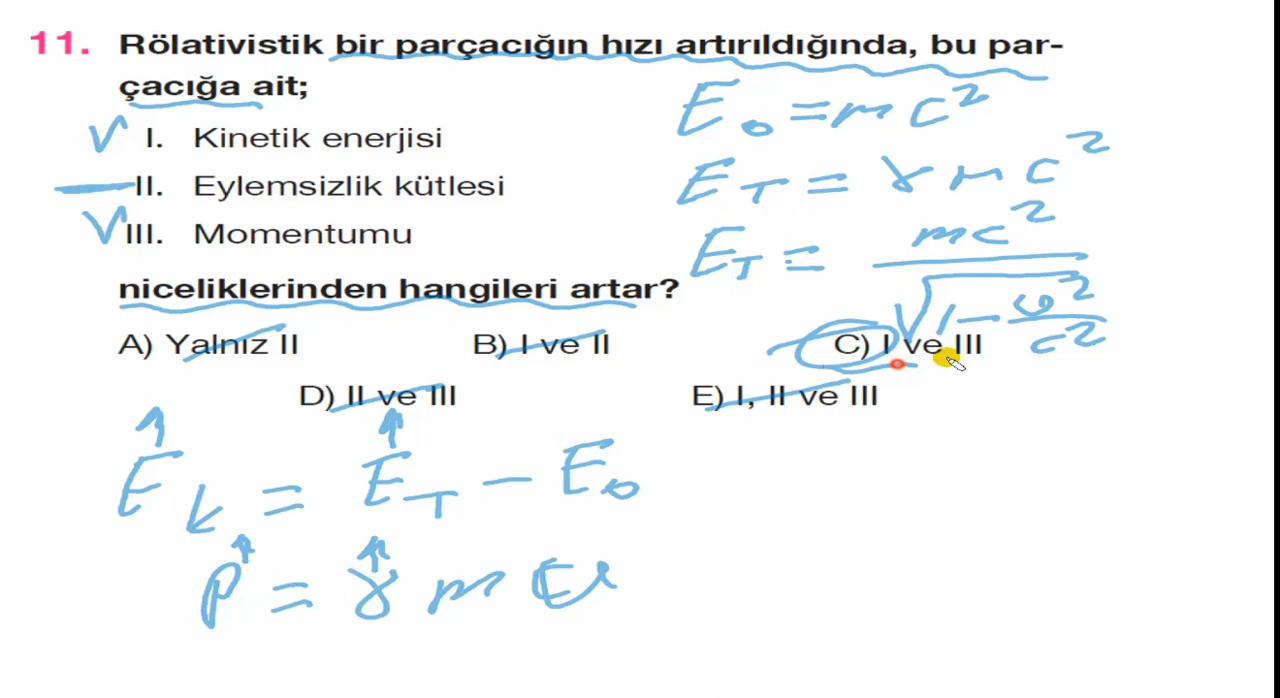 11. Rölativistik bir parçacığın hızı artırıldığında, bu par-
çacığa ait;
I. Kinetik enerjisi
II. Eylemsizlik kütlesi
III. Momentumu
niceliklerinden hangileri artar?
A) Yalnız II B) I ve II C) I ve III
D) II ve III E) I, II ve III
E₀ = mc²
E_T = γmc²
E_T = mc² / √(1 - υ²/c²)
↑E_k = ↑E_T - E₀
↑p = ↑γ m